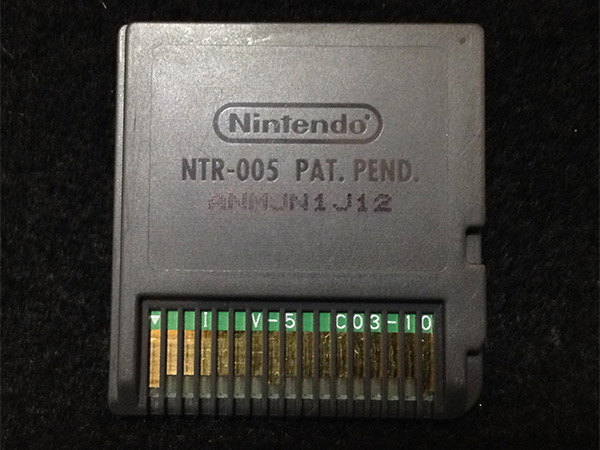 Nintendo®
NTR-005 PAT. PEND.
ANMJN1J12
▼ I V-5 C03-10